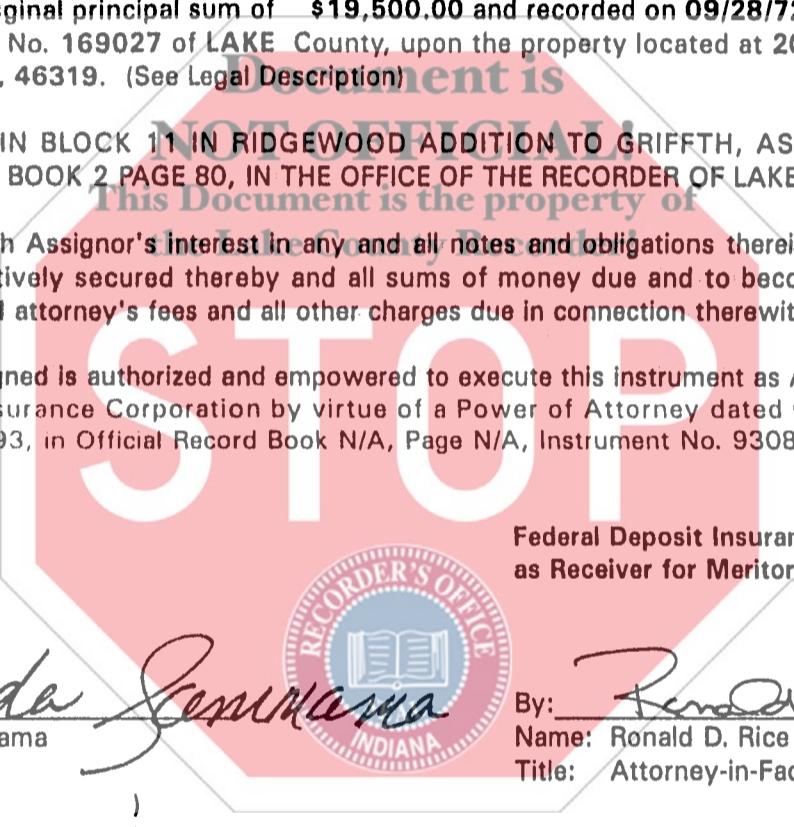 ginal principal sum of $19,500.00 and recorded on 09/28/72
No. 169027 of LAKE County, upon the property located at 20
, 46319. (See Legal Description)
Document is
IN BLOCK 11 IN RIDGEWOOD ADDITION TO GRIFFTH, AS
NOT OFFICIAL!
BOOK 2 PAGE 80, IN THE OFFICE OF THE RECORDER OF LAKE
This Document is the property of
the Lake County Recorder!
h Assignor's interest in any and all notes and obligations therei
tively secured thereby and all sums of money due and to beco
attorney's fees and all other charges due in connection therewit
STOP
ned is authorized and empowered to execute this instrument as A
surance Corporation by virtue of a Power of Attorney dated
93, in Official Record Book N/A, Page N/A, Instrument No. 9308
Federal Deposit Insuran
as Receiver for Meritor
RECORDER'S OFFICE
INDIANA
da
ama
By: Ronald
Name: Ronald D. Rice
Title: Attorney-in-Fac